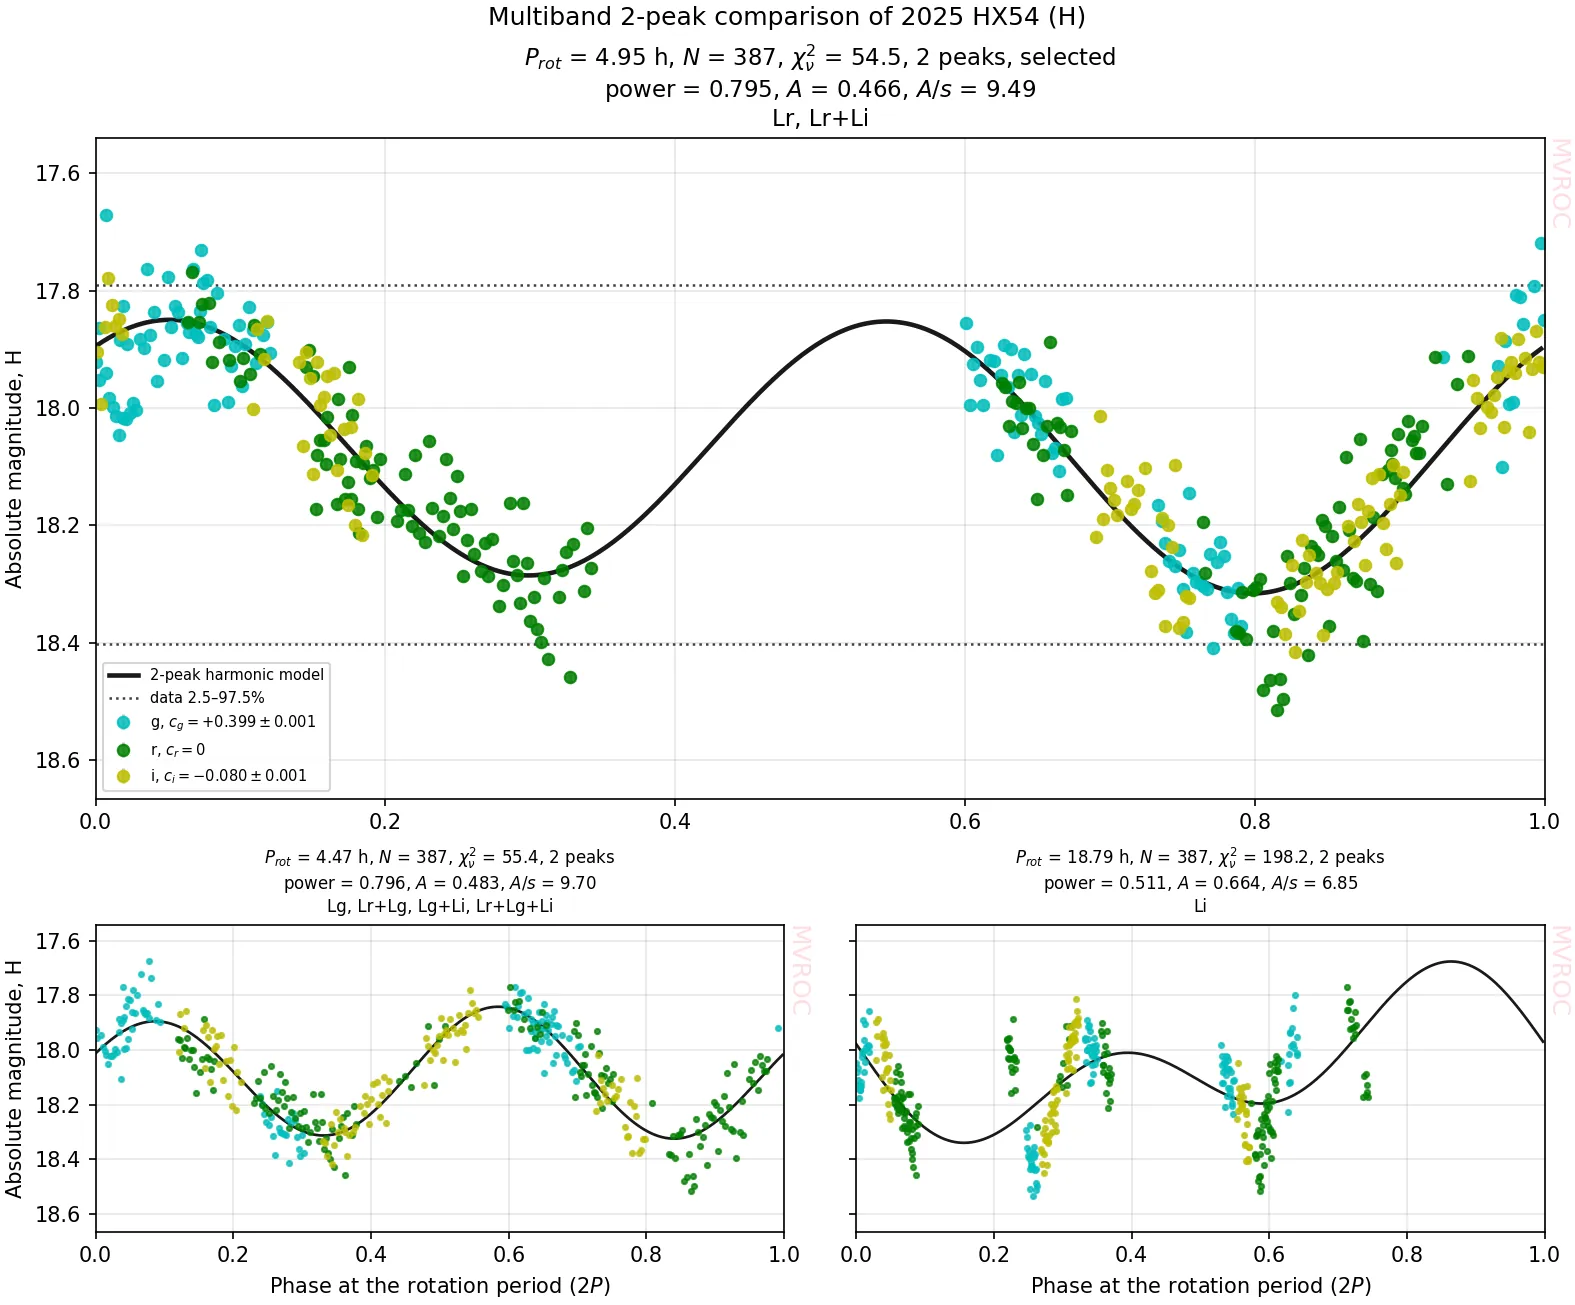 Multiband 2-peak comparison of 2025 HX54 (H)
P_rot = 4.95 h, N = 387, χ²_ν = 54.5, 2 peaks, selected
power = 0.795, A = 0.466, A/s = 9.49
Lr, Lr+Li
MVROC
Absolute magnitude, H
17.6
17.8
18.0
18.2
18.4
18.6
2-peak harmonic model
data 2.5–97.5%
g, c_g = +0.399 ± 0.001
r, c_r = 0
i, c_i = −0.080 ± 0.001
0.0 0.2 0.4 0.6 0.8 1.0
P_rot = 4.47 h, N = 387, χ²_ν = 55.4, 2 peaks
power = 0.796, A = 0.483, A/s = 9.70
Lg, Lr+Lg, Lg+Li, Lr+Lg+Li
MVROC
Absolute magnitude, H
17.6
17.8
18.0
18.2
18.4
18.6
0.0 0.2 0.4 0.6 0.8 1.0
Phase at the rotation period (2P)
P_rot = 18.79 h, N = 387, χ²_ν = 198.2, 2 peaks
power = 0.511, A = 0.664, A/s = 6.85
Li
MVROC
0.0 0.2 0.4 0.6 0.8 1.0
Phase at the rotation period (2P)